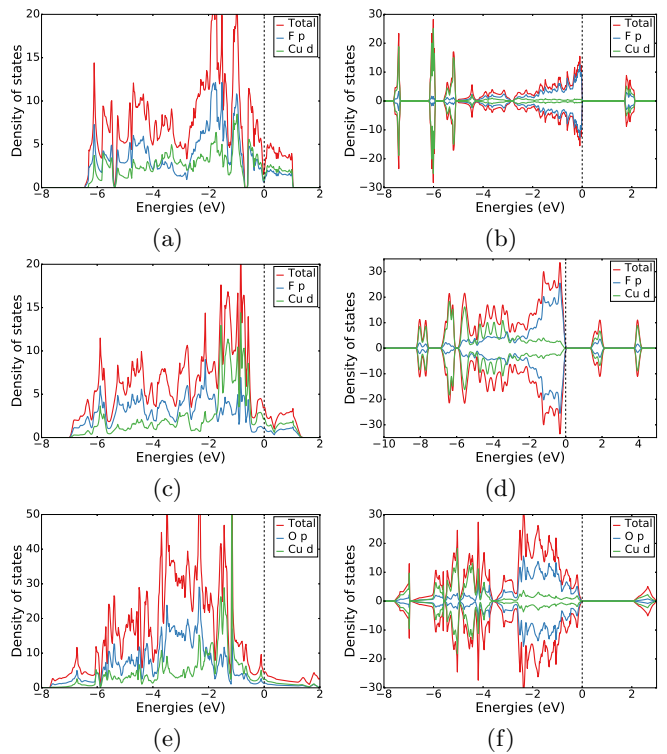 20
15
10
5
0
−8 −6 −4 −2 0 2
Density of states
Energies (eV)
Total
F p
Cu d
(a)
30
20
10
0
−10
−20
−30
−8 −6 −4 −2 0 2
Density of states
Energies (eV)
Total
F p
Cu d
(b)
20
15
10
5
0
−8 −6 −4 −2 0 2
Density of states
Energies (eV)
Total
F p
Cu d
(c)
30
20
10
0
−10
−20
−30
−10 −8 −6 −4 −2 0 2 4
Density of states
Energies (eV)
Total
F p
Cu d
(d)
50
40
30
20
10
0
−8 −6 −4 −2 0 2
Density of states
Energies (eV)
Total
O p
Cu d
(e)
30
20
10
0
−10
−20
−30
−8 −6 −4 −2 0 2
Density of states
Energies (eV)
Total
O p
Cu d
(f)